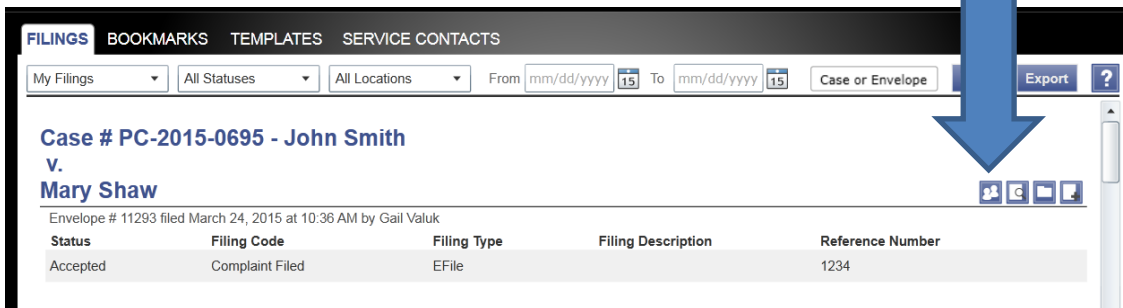 FILINGS BOOKMARKS TEMPLATES SERVICE CONTACTS
My Filings All Statuses All Locations From mm/dd/yyyy 15 To mm/dd/yyyy 15 Case or Envelope Export ?
Case # PC-2015-0695 - John Smith
v.
Mary Shaw
Envelope # 11293 filed March 24, 2015 at 10:36 AM by Gail Valuk
Status Filing Code Filing Type Filing Description Reference Number
Accepted Complaint Filed EFile 1234